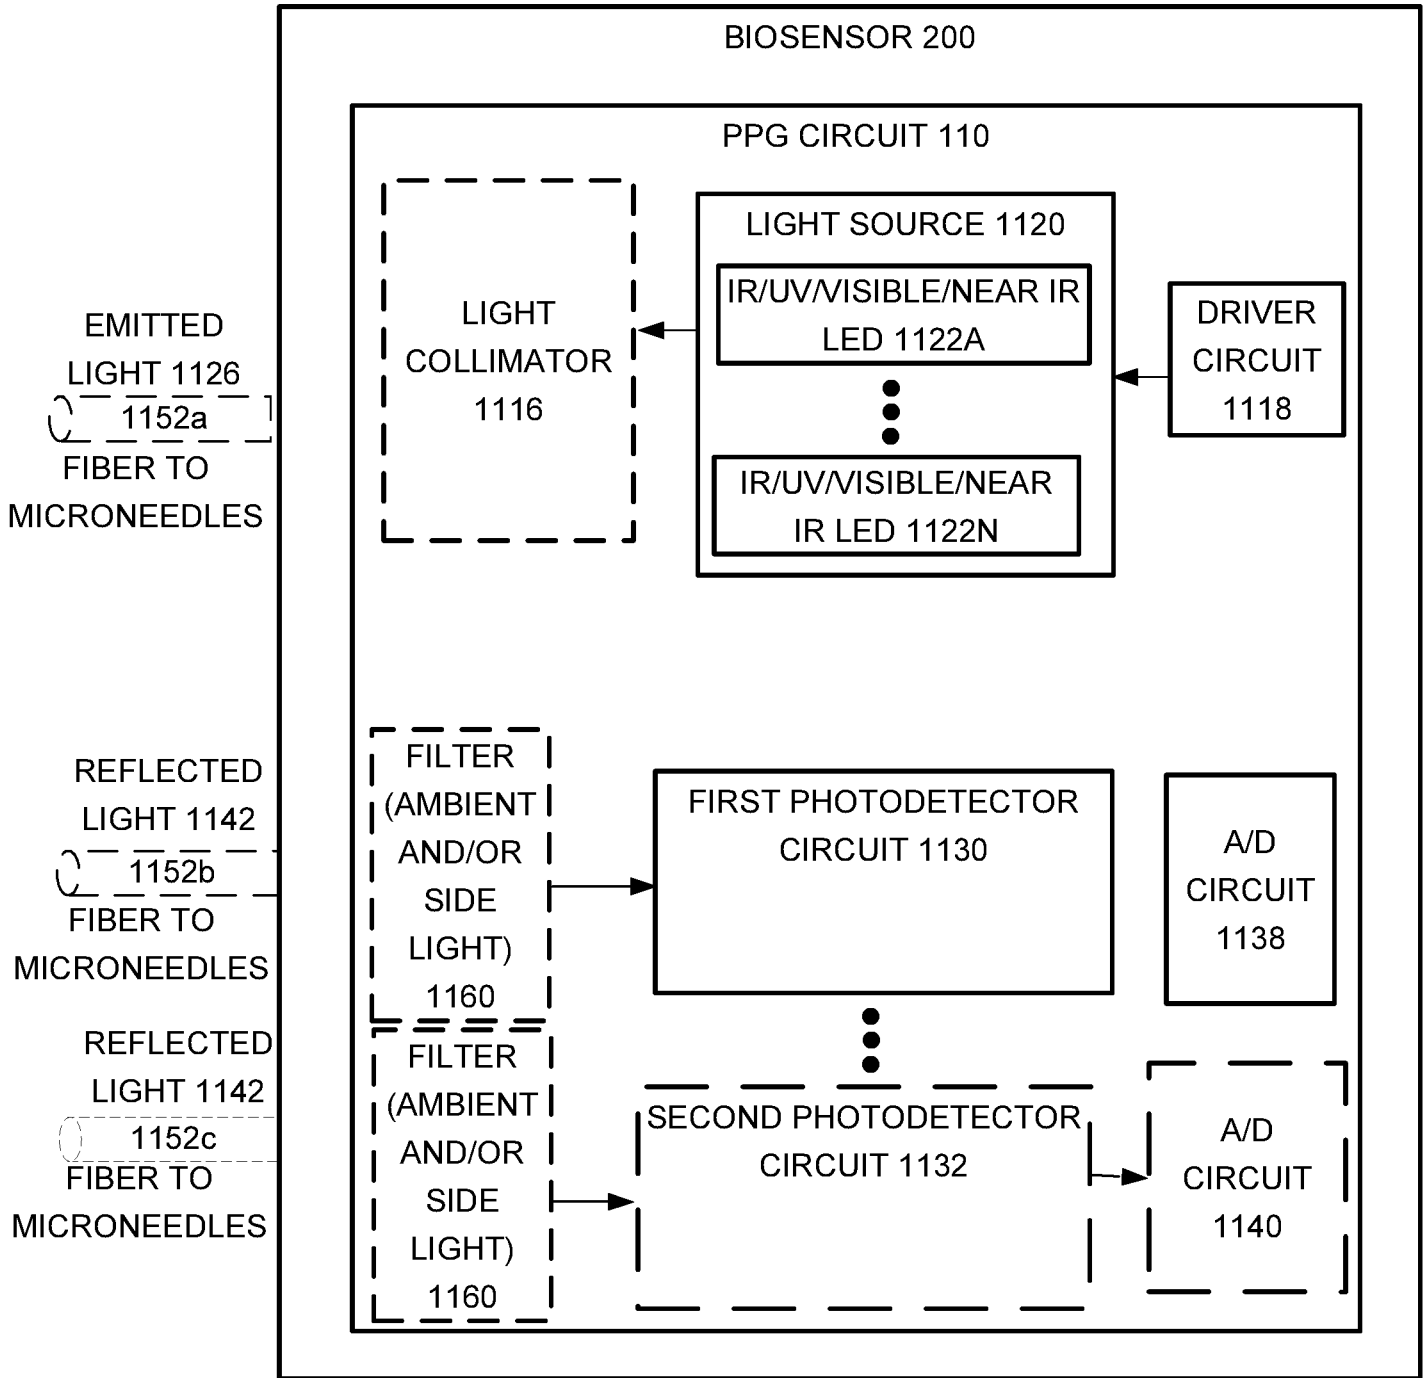 BIOSENSOR 200
PPG CIRCUIT 110
LIGHT
COLLIMATOR
1116
LIGHT SOURCE 1120
IR/UV/VISIBLE/NEAR IR
LED 1122A
IR/UV/VISIBLE/NEAR
IR LED 1122N
DRIVER
CIRCUIT
1118
EMITTED
LIGHT 1126
1152a
FIBER TO
MICRONEEDLES
REFLECTED
LIGHT 1142
1152b
FIBER TO
MICRONEEDLES
FILTER
(AMBIENT
AND/OR
SIDE
LIGHT)
1160
FIRST PHOTODETECTOR
CIRCUIT 1130
A/D
CIRCUIT
1138
REFLECTED
LIGHT 1142
1152c
FIBER TO
MICRONEEDLES
FILTER
(AMBIENT
AND/OR
SIDE
LIGHT)
1160
SECOND PHOTODETECTOR
CIRCUIT 1132
A/D
CIRCUIT
1140